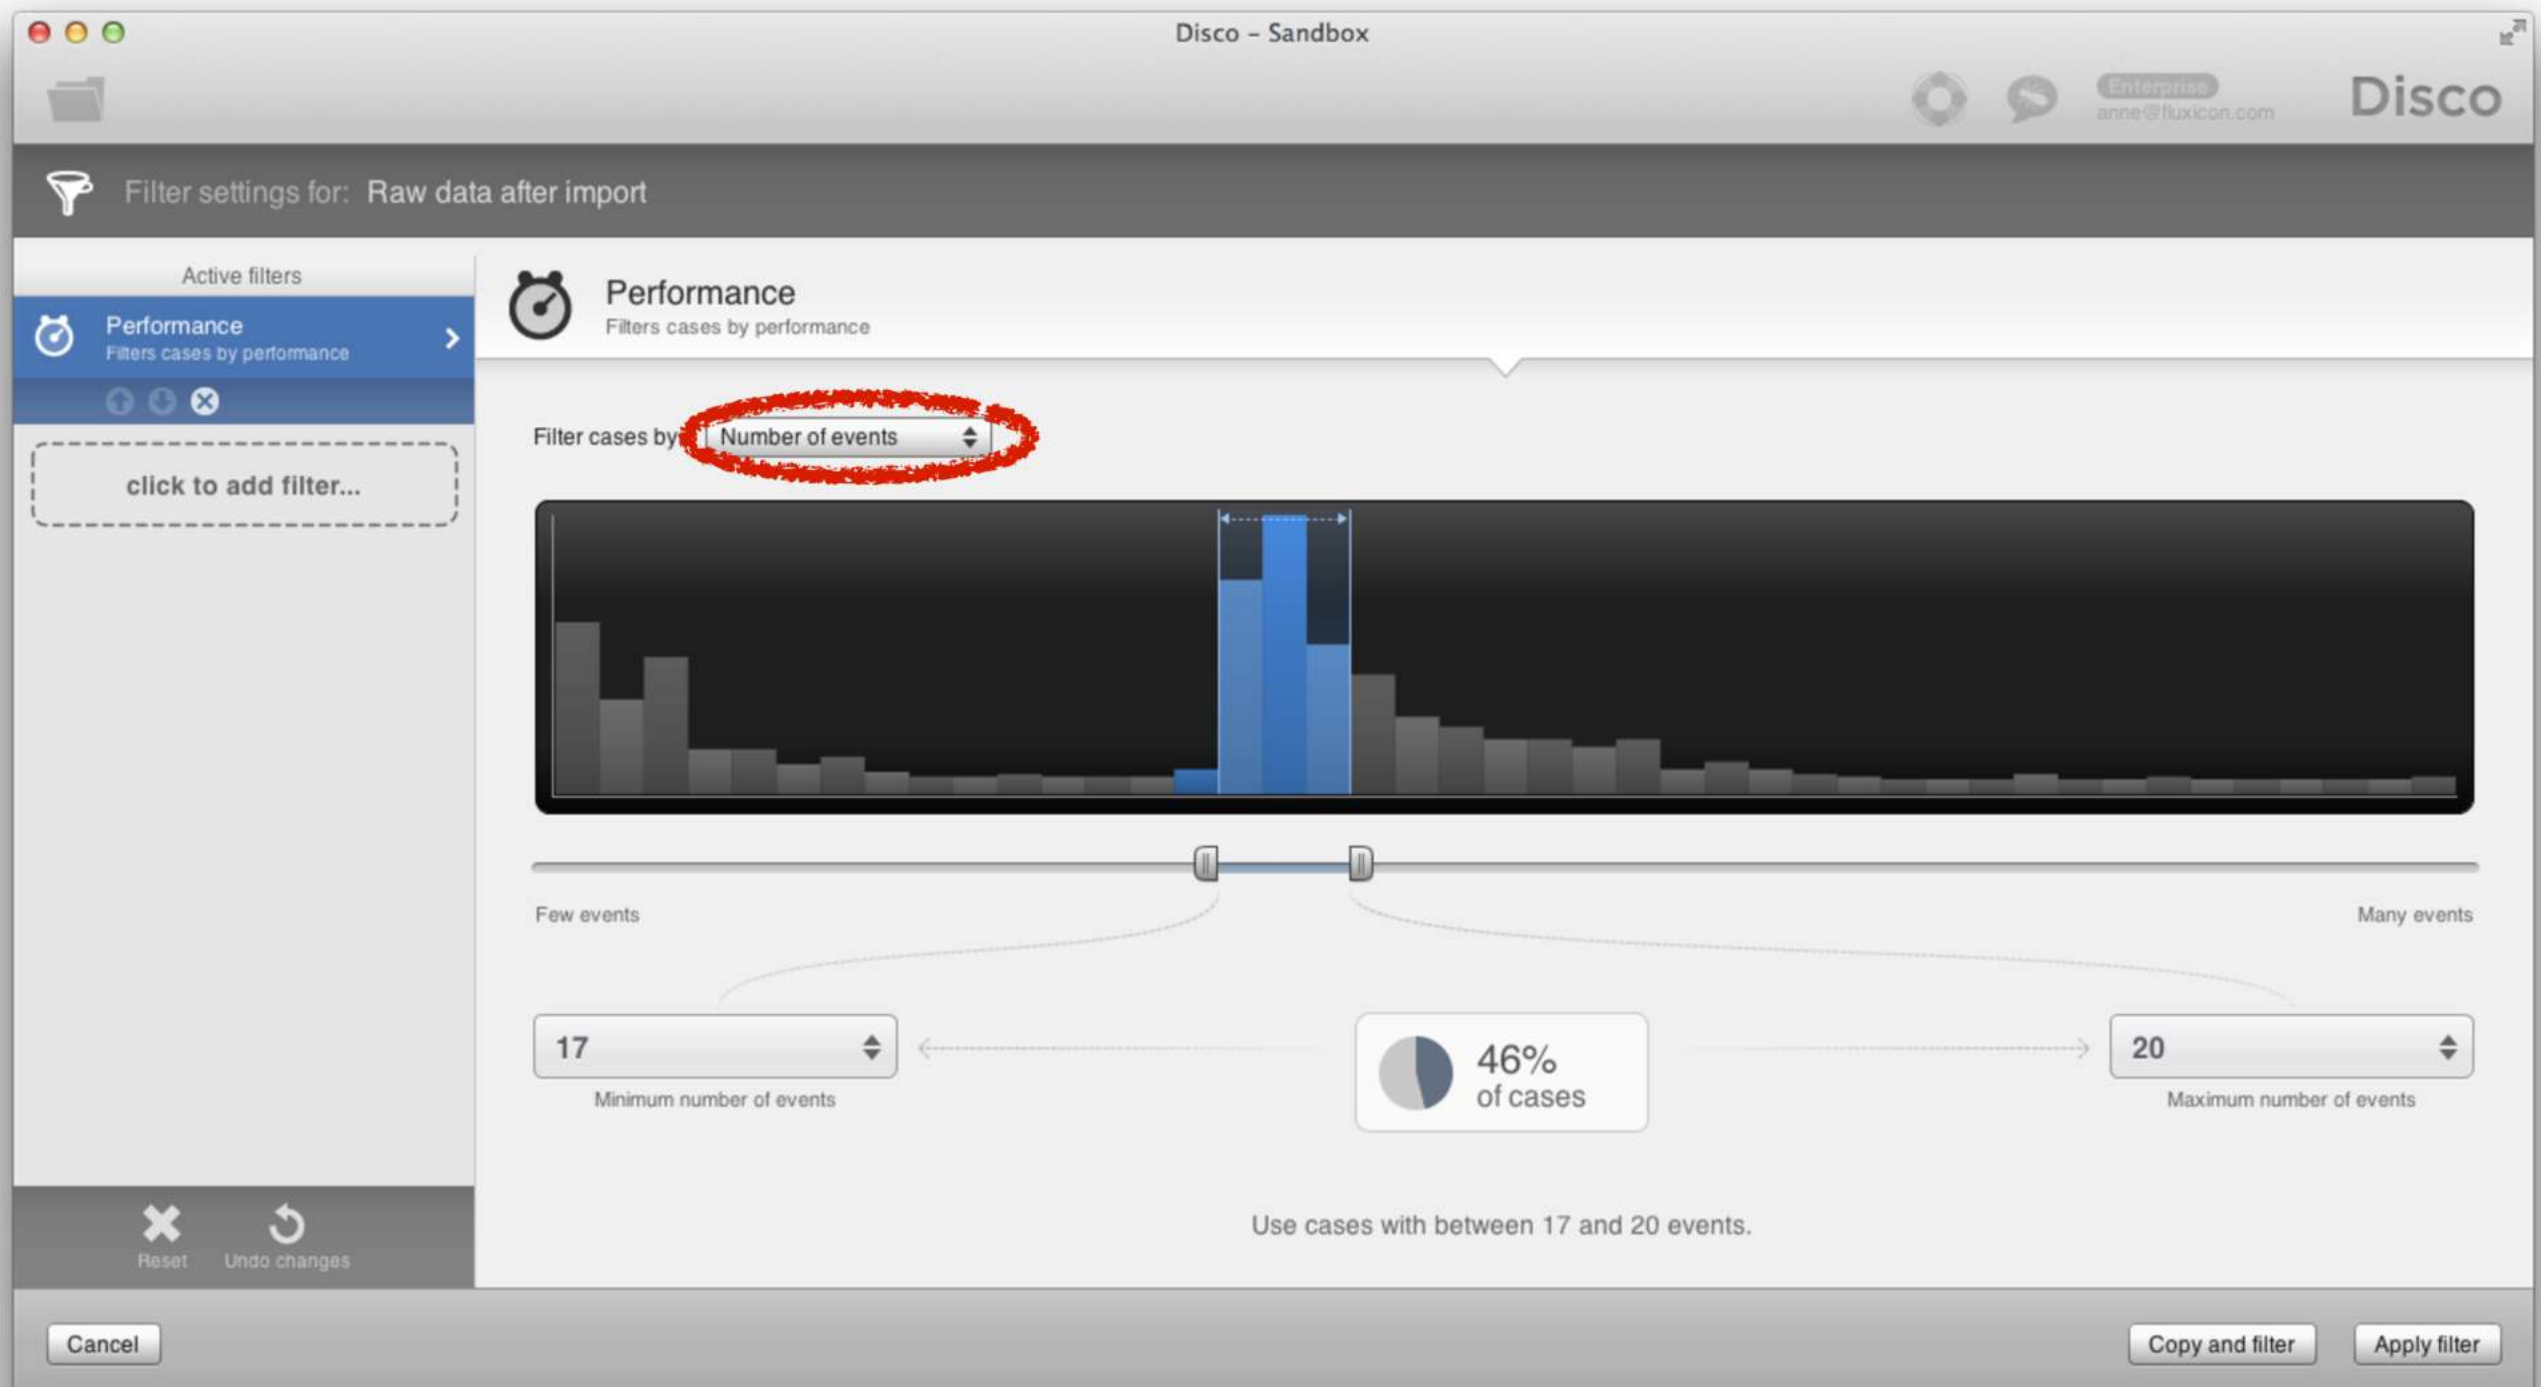 Disco – Sandbox
Enterprise
anne@fluxicon.com
Disco
Filter settings for: Raw data after import
Active filters
Performance
Filters cases by performance
click to add filter...
Reset
Undo changes
Performance
Filters cases by performance
Filter cases by
Number of events
Few events
Many events
17
Minimum number of events
46%
of cases
20
Maximum number of events
Use cases with between 17 and 20 events.
Cancel
Copy and filter
Apply filter